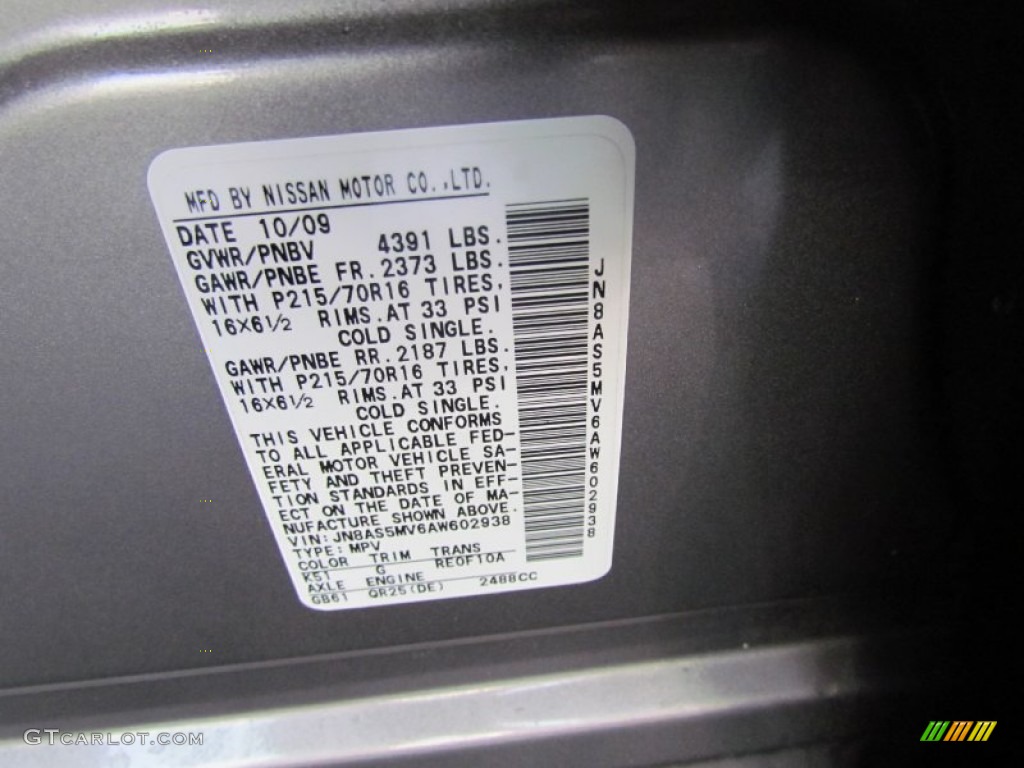 MFD BY NISSAN MOTOR CO.,LTD.
DATE 10/09
GVWR/PNBV 4391 LBS.
GAWR/PNBE FR. 2373 LBS.
WITH P215/70R16 TIRES,
16X6½ RIMS.AT 33 PSI
COLD SINGLE.
GAWR/PNBE RR. 2187 LBS.
WITH P215/70R16 TIRES,
16X6½ RIMS.AT 33 PSI
COLD SINGLE.
THIS VEHICLE CONFORMS
TO ALL APPLICABLE FED-
ERAL MOTOR VEHICLE SA-
FETY AND THEFT PREVEN-
TION STANDARDS IN EFF-
ECT ON THE DATE OF MA-
NUFACTURE SHOWN ABOVE.
VIN: JN8AS5MV6AW602938
TYPE: MPV
COLOR TRIM TRANS
K51 G RE0F10A
AXLE ENGINE
GB61 QR25(DE) 2488CC
JN8AS5MV6AW602938
GTCARLOT.COM